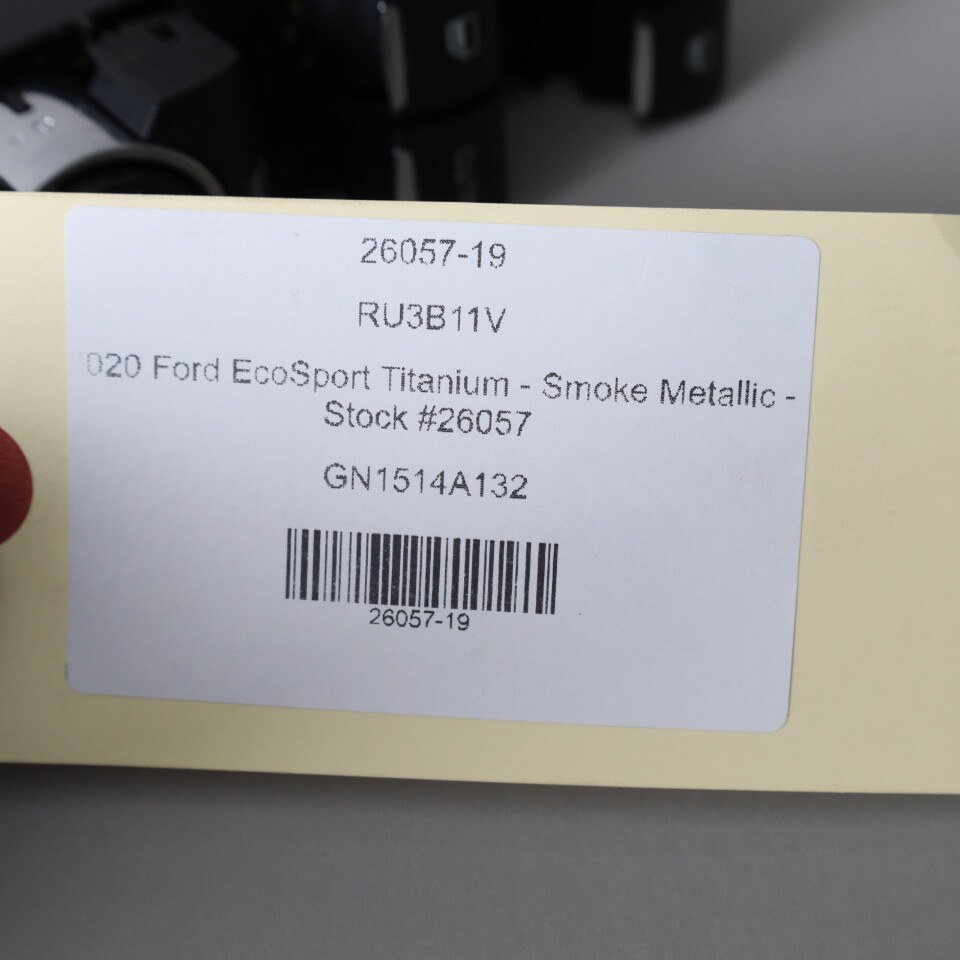 26057-19
RU3B11V
020 Ford EcoSport Titanium - Smoke Metallic -
Stock #26057
GN1514A132
26057-19